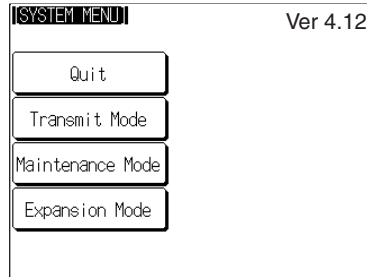 [SYSTEM MENU]
Ver 4.12
Quit
Transmit Mode
Maintenance Mode
Expansion Mode